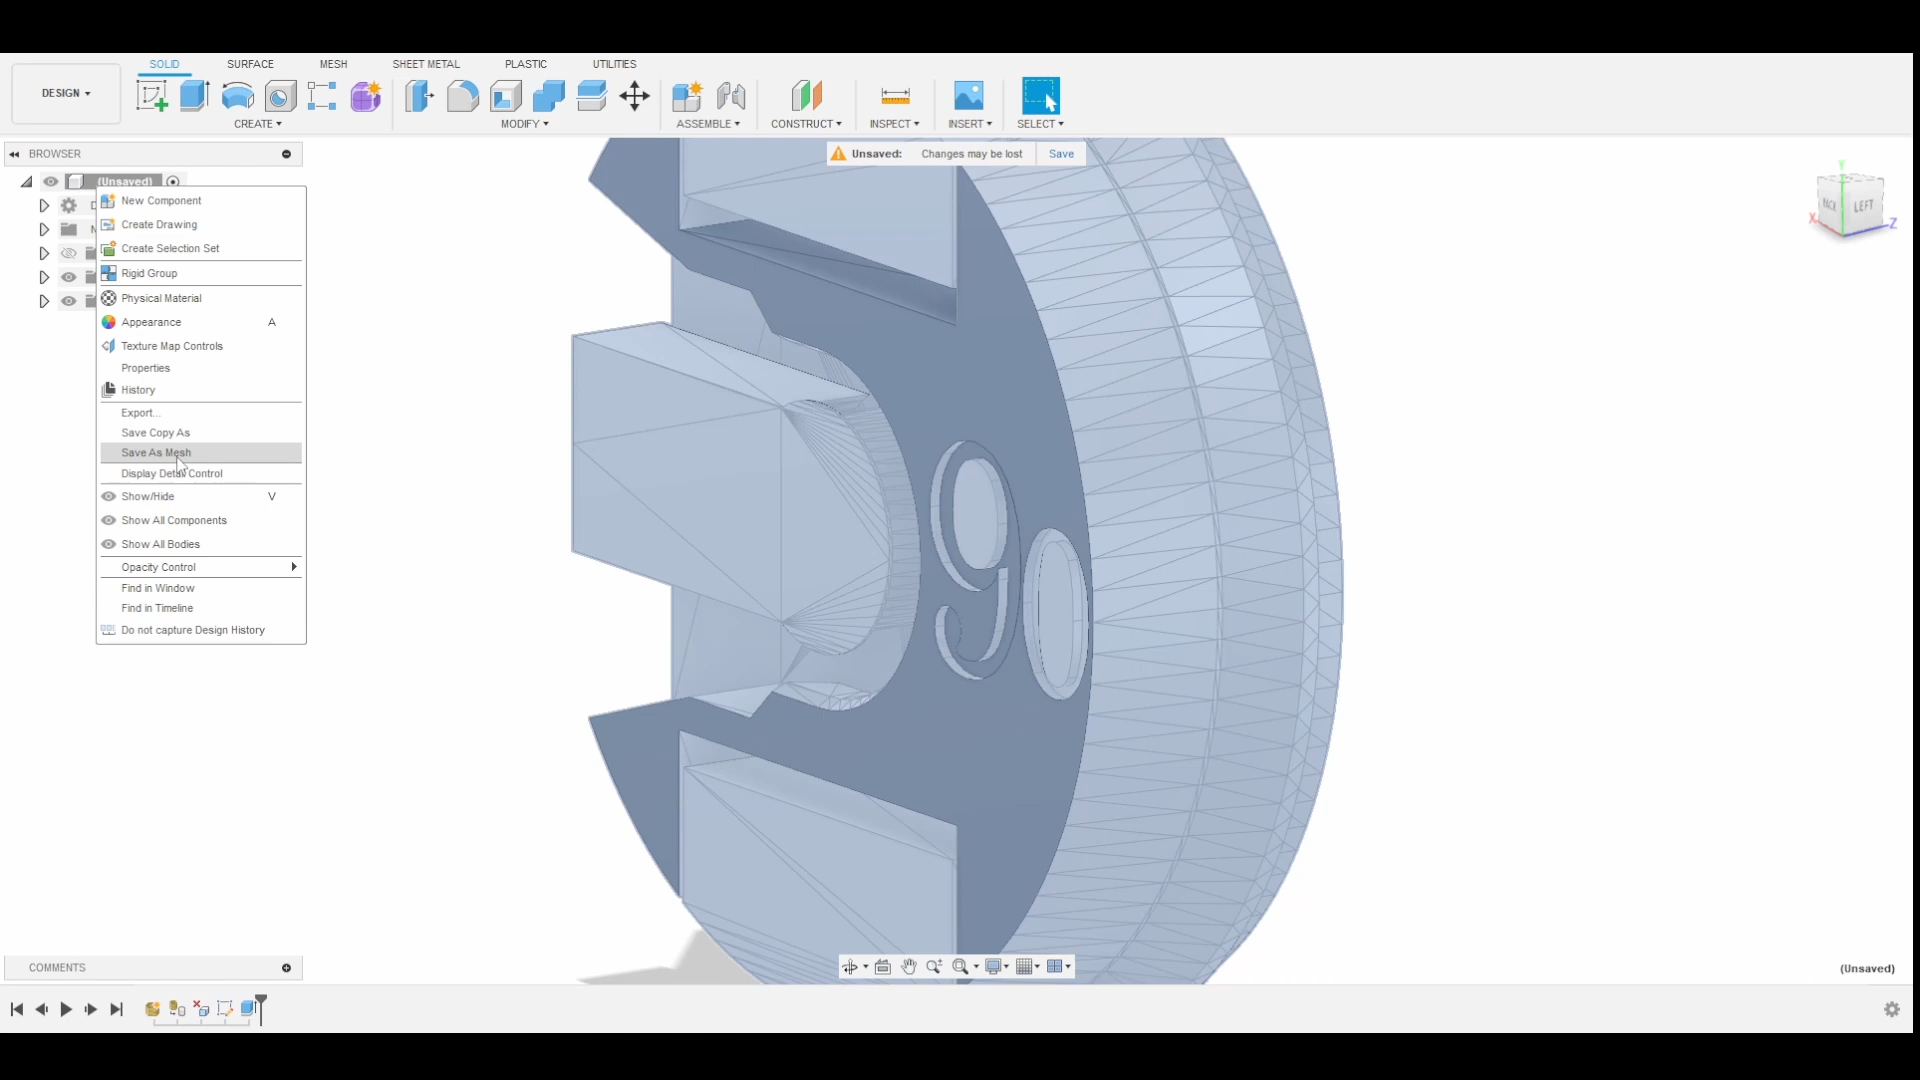 SOLID SURFACE MESH SHEET METAL PLASTIC UTILITIES
DESIGN
CREATE MODIFY ASSEMBLE CONSTRUCT INSPECT INSERT SELECT
BROWSER
Unsaved: Changes may be lost Save
(Unsaved)
New Component
Create Drawing
Create Selection Set
Rigid Group
Physical Material
Appearance A
Texture Map Controls
Properties
History
Export...
Save Copy As
Save As Mesh
Display Detail Control
Show/Hide V
Show All Components
Show All Bodies
Opacity Control
Find in Window
Find in Timeline
Do not capture Design History
Y
BACK LEFT
X Z
90
COMMENTS
(Unsaved)